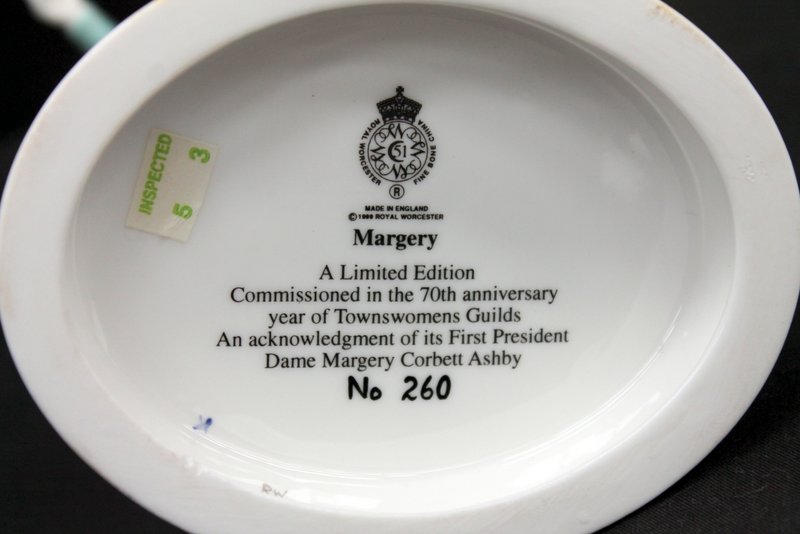 ROYAL WORCESTER
FINE BONE CHINA
51
®
MADE IN ENGLAND
©1999 ROYAL WORCESTER
Margery
A Limited Edition
Commissioned in the 70th anniversary
year of Townswomens Guilds
An acknowledgment of its First President
Dame Margery Corbett Ashby
No 260
INSPECTED
5 3
RW